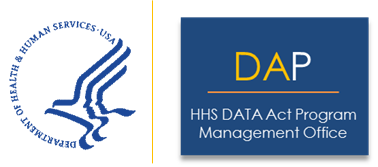 DEPARTMENT OF HEALTH & HUMAN SERVICES·USA
DAP
HHS DATA Act Program
Management Office